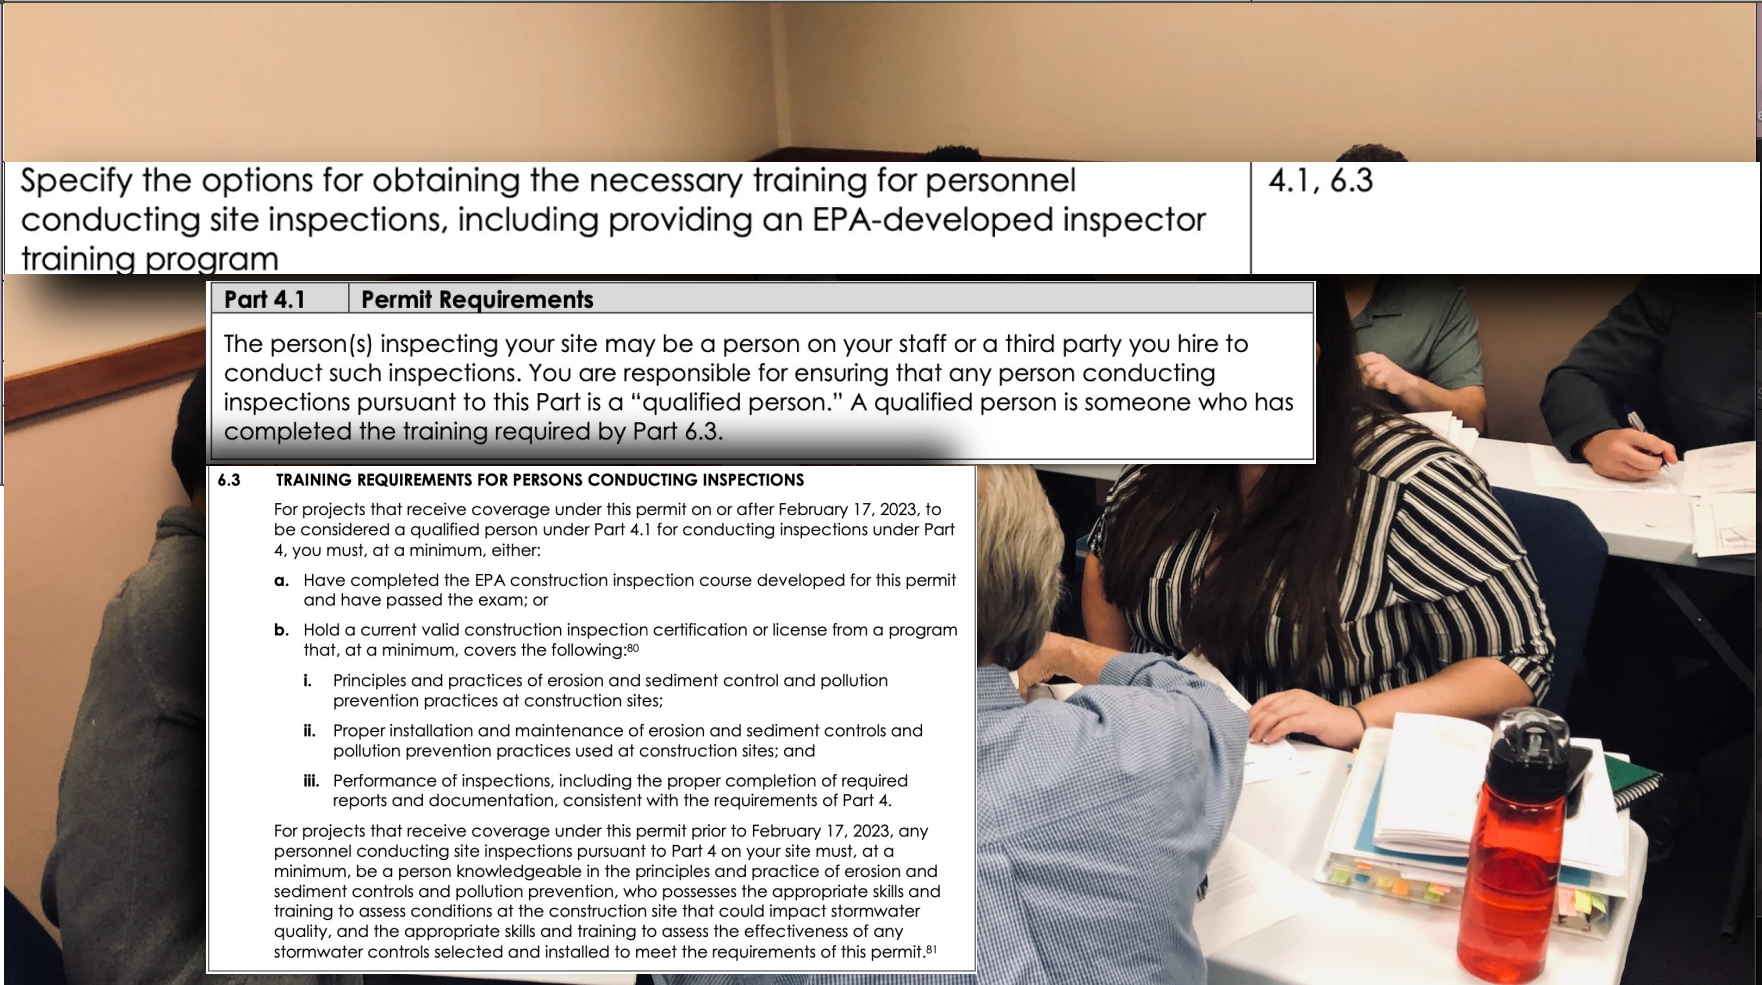 Specify the options for obtaining the necessary training for personnel
conducting site inspections, including providing an EPA-developed inspector
training program
4.1, 6.3
Part 4.1 Permit Requirements
The person(s) inspecting your site may be a person on your staff or a third party you hire to
conduct such inspections. You are responsible for ensuring that any person conducting
inspections pursuant to this Part is a “qualified person.” A qualified person is someone who has
completed the training required by Part 6.3.
6.3 TRAINING REQUIREMENTS FOR PERSONS CONDUCTING INSPECTIONS
For projects that receive coverage under this permit on or after February 17, 2023, to
be considered a qualified person under Part 4.1 for conducting inspections under Part
4, you must, at a minimum, either:
a. Have completed the EPA construction inspection course developed for this permit
and have passed the exam; or
b. Hold a current valid construction inspection certification or license from a program
that, at a minimum, covers the following:80
i. Principles and practices of erosion and sediment control and pollution
prevention practices at construction sites;
ii. Proper installation and maintenance of erosion and sediment controls and
pollution prevention practices used at construction sites; and
iii. Performance of inspections, including the proper completion of required
reports and documentation, consistent with the requirements of Part 4.
For projects that receive coverage under this permit prior to February 17, 2023, any
personnel conducting site inspections pursuant to Part 4 on your site must, at a
minimum, be a person knowledgeable in the principles and practice of erosion and
sediment controls and pollution prevention, who possesses the appropriate skills and
training to assess conditions at the construction site that could impact stormwater
quality, and the appropriate skills and training to assess the effectiveness of any
stormwater controls selected and installed to meet the requirements of this permit.81